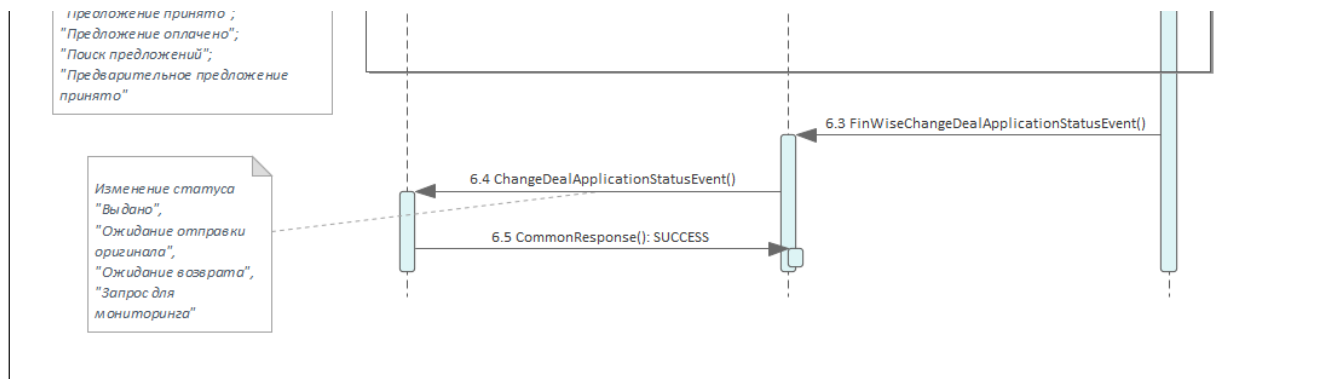 "Предложение принято";
"Предложение оплачено";
"Поиск предложений";
"Предварительное предложение
принято"
6.3 FinWiseChangeDealApplicationStatusEvent()
6.4 ChangeDealApplicationStatusEvent()
Изменение статуса
"Выдано",
"Ожидание отправки
оригинала",
"Ожидание возврата",
"Запрос для
мониторинга"
6.5 CommonResponse(): SUCCESS